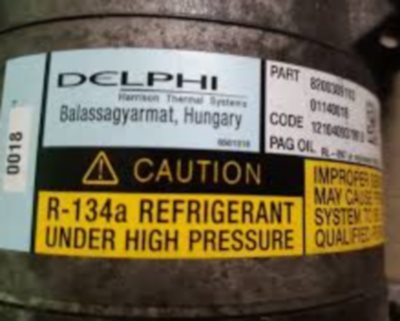 DELPHI
Harrison Thermal Systems
Balassagyarmat, Hungary
PART
01140016
CODE
PAG OIL
0018
CAUTION
R-134a REFRIGERANT
UNDER HIGH PRESSURE
IMPROPER
MAY CAUSE
SYSTEM TO
QUALIFIED